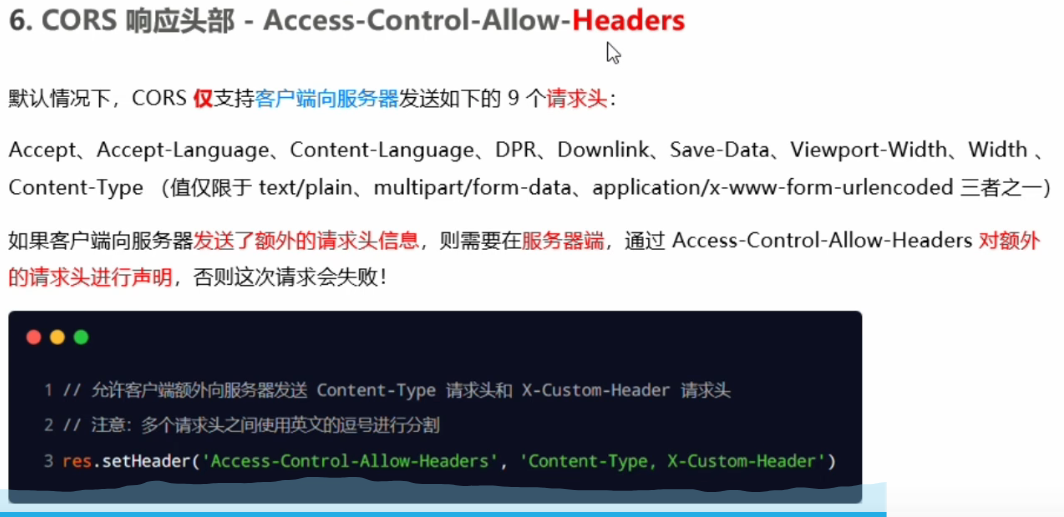 6. CORS 响应头部 - Access-Control-Allow-Headers
默认情况下，CORS 仅支持客户端向服务器发送如下的 9 个请求头：
Accept、Accept-Language、Content-Language、DPR、Downlink、Save-Data、Viewport-Width、Width 、
Content-Type （值仅限于 text/plain、multipart/form-data、application/x-www-form-urlencoded 三者之一）
如果客户端向服务器发送了额外的请求头信息，则需要在服务器端，通过 Access-Control-Allow-Headers 对额外
的请求头进行声明，否则这次请求会失败！
1 // 允许客户端额外向服务器发送 Content-Type 请求头和 X-Custom-Header 请求头
2 // 注意：多个请求头之间使用英文的逗号进行分割
3 res.setHeader('Access-Control-Allow-Headers', 'Content-Type, X-Custom-Header')